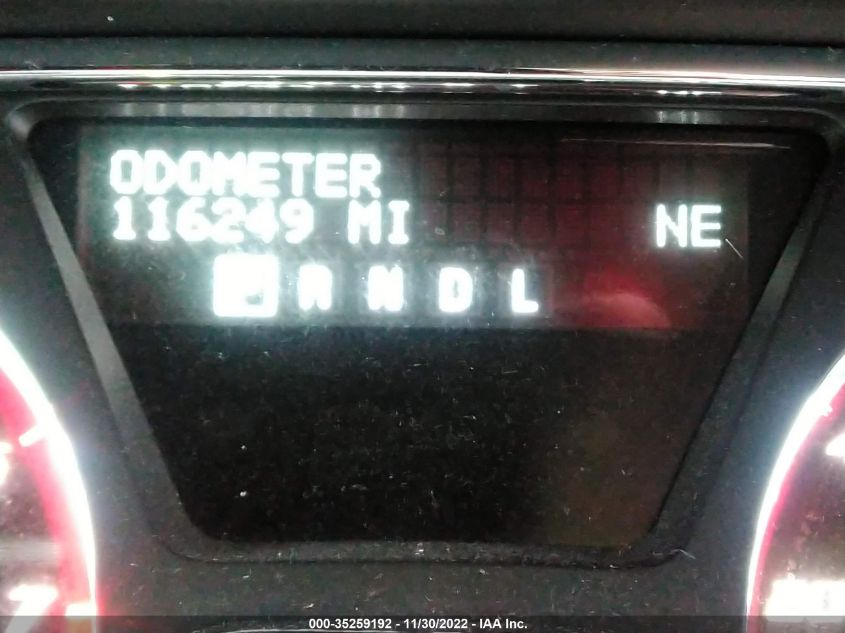 ODOMETER
116249 MI NE
P R N D L
000-35259192 - 11/30/2022 - IAA Inc.